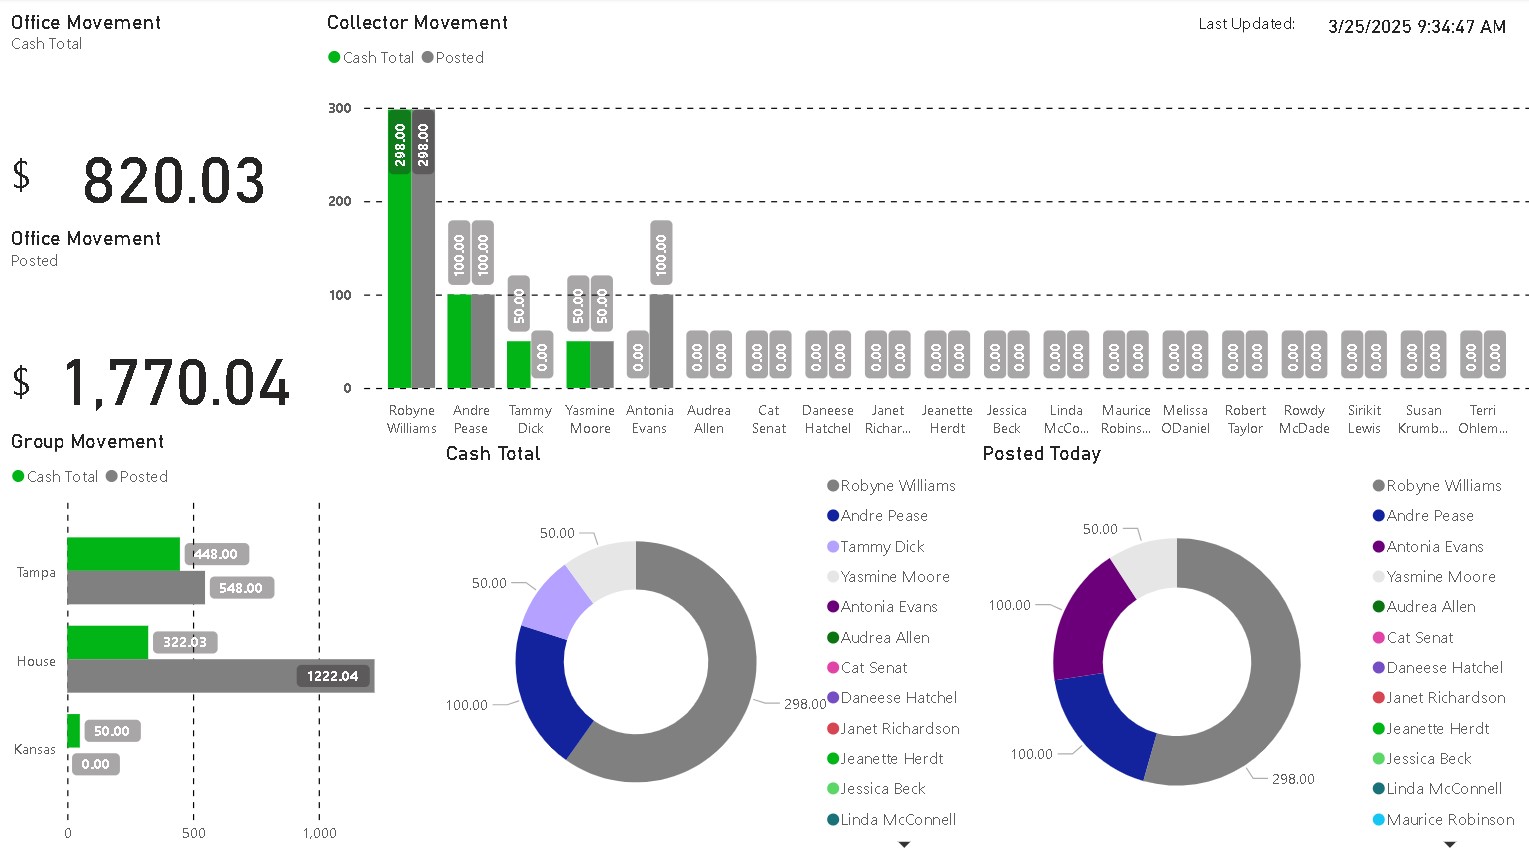 Office Movement
Cash Total
$ 820.03
Office Movement
Posted
$ 1,770.04
Collector Movement
Cash Total Posted
Last Updated: 3/25/2025 9:34:47 AM
300
200
100
0
298.00 298.00
100.00 100.00
50.00 0.00
50.00 50.00
0.00 100.00
0.00 0.00
0.00 0.00
0.00 0.00
0.00 0.00
0.00 0.00
0.00 0.00
0.00 0.00
0.00 0.00
0.00 0.00
0.00 0.00
0.00 0.00
0.00 0.00
0.00 0.00
0.00 0.00
Robyne Williams
Andre Pease
Tammy Dick
Yasmine Moore
Antonia Evans
Audrea Allen
Cat Senat
Daneese Hatchel
Janet Richar...
Jeanette Herdt
Jessica Beck
Linda McCo...
Maurice Robins...
Melissa ODaniel
Robert Taylor
Rowdy McDade
Sirikit Lewis
Susan Krumb...
Terri Ohlem...
Group Movement
Cash Total Posted
Tampa
448.00
548.00
House
322.03
1222.04
Kansas
50.00
0.00
0 500 1,000
Cash Total
50.00
50.00
100.00
298.00
Robyne Williams
Andre Pease
Tammy Dick
Yasmine Moore
Antonia Evans
Audrea Allen
Cat Senat
Daneese Hatchel
Janet Richardson
Jeanette Herdt
Jessica Beck
Linda McConnell
Posted Today
50.00
100.00
100.00
298.00
Robyne Williams
Andre Pease
Antonia Evans
Yasmine Moore
Audrea Allen
Cat Senat
Daneese Hatchel
Janet Richardson
Jeanette Herdt
Jessica Beck
Linda McConnell
Maurice Robinson